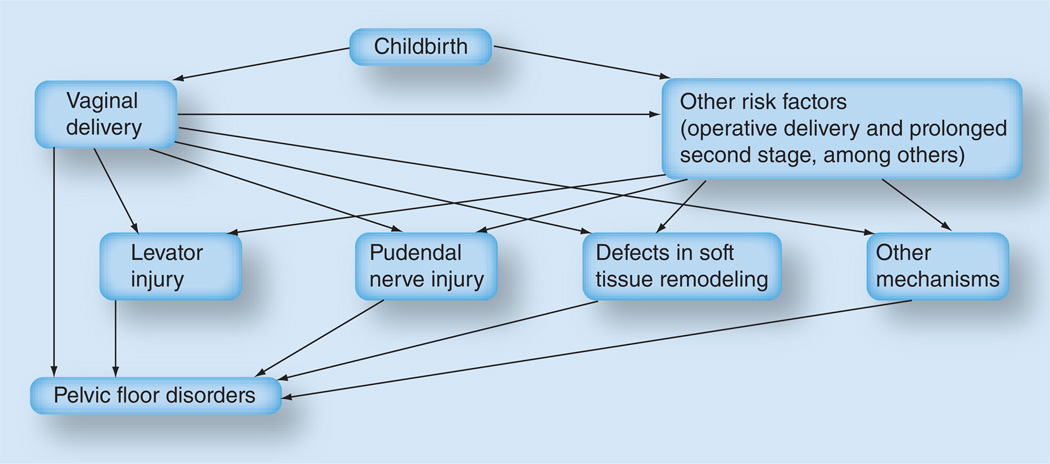 Childbirth
Vaginal
delivery
Other risk factors
(operative delivery and prolonged
second stage, among others)
Levator
injury
Pudendal
nerve injury
Defects in soft
tissue remodeling
Other
mechanisms
Pelvic floor disorders